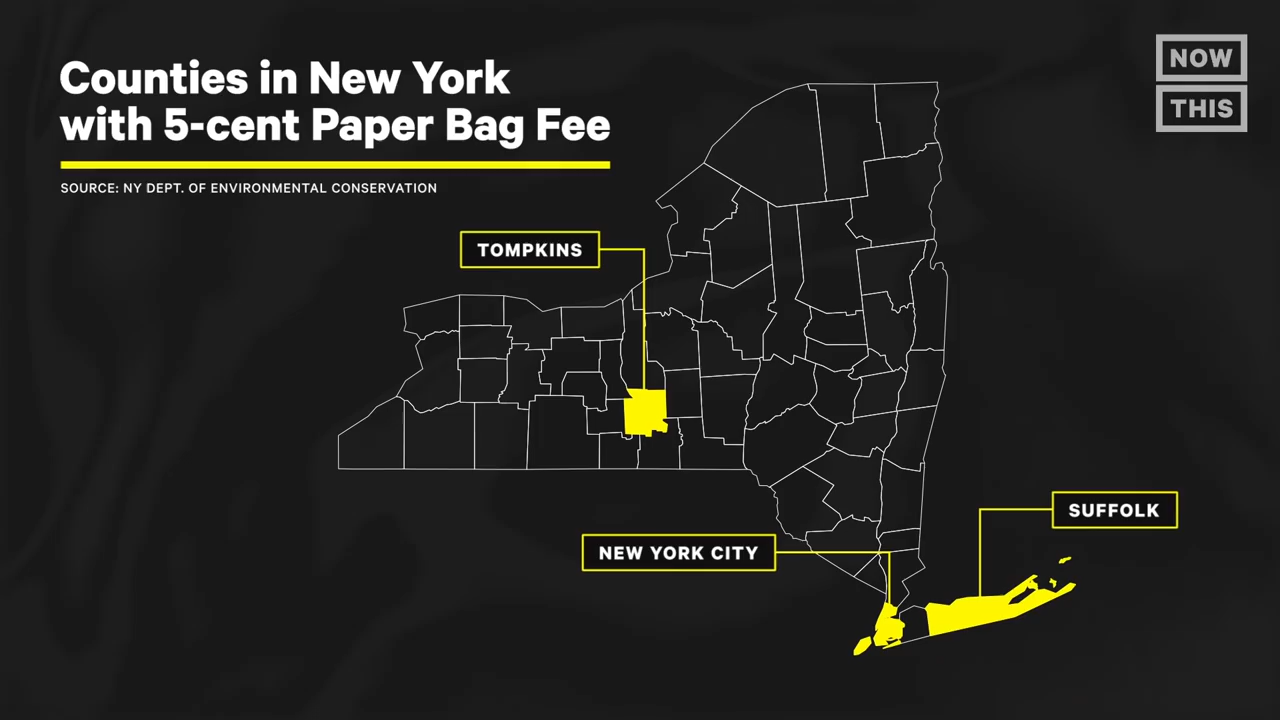 Counties in New York
with 5-cent Paper Bag Fee
SOURCE: NY DEPT. OF ENVIRONMENTAL CONSERVATION
NOW
THIS
TOMPKINS
SUFFOLK
NEW YORK CITY